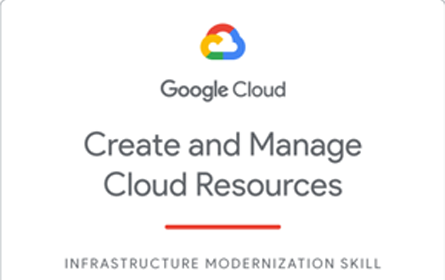 Google Cloud
Create and Manage
Cloud Resources
INFRASTRUCTURE MODERNIZATION SKILL